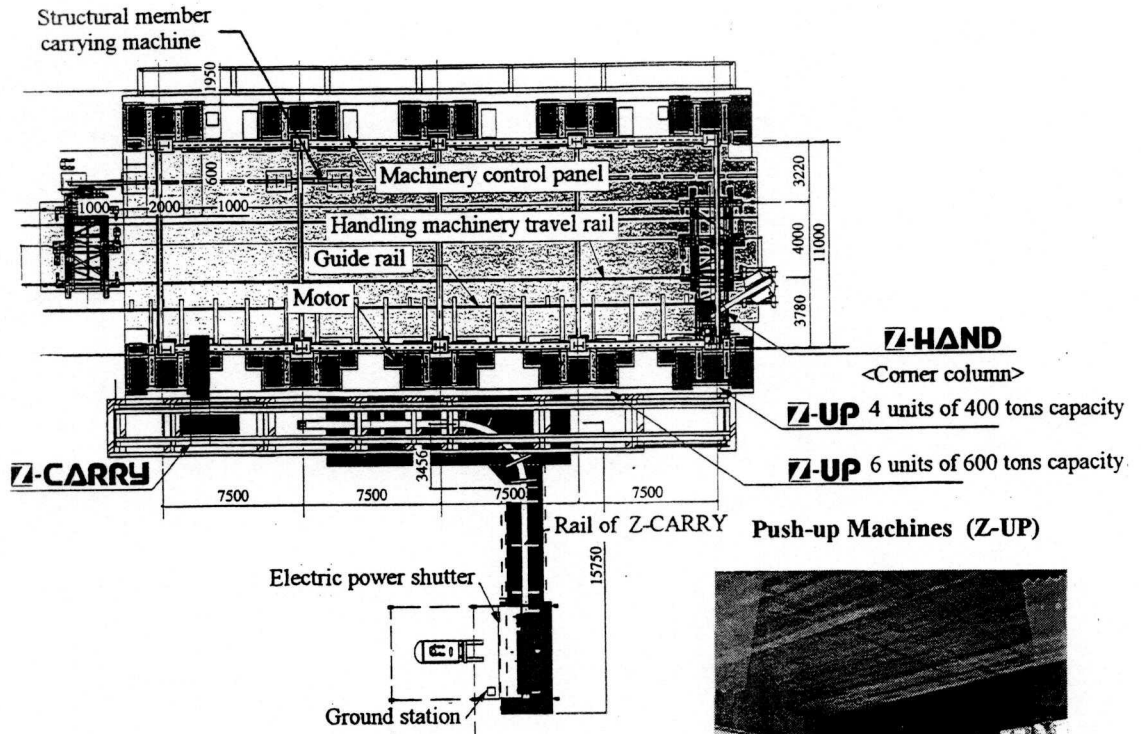 Structural member
carrying machine
1950
600
Machinery control panel
3220
1000
2000
1000
Handling machinery travel rail
4000
11000
Guide rail
Motor
3780
Z-HAND
<Corner column>
Z-UP 4 units of 400 tons capacity
Z-CARRY
3456
Z-UP 6 units of 600 tons capacity
7500
7500
7500
7500
Rail of Z-CARRY
Push-up Machines (Z-UP)
15750
Electric power shutter
Ground station